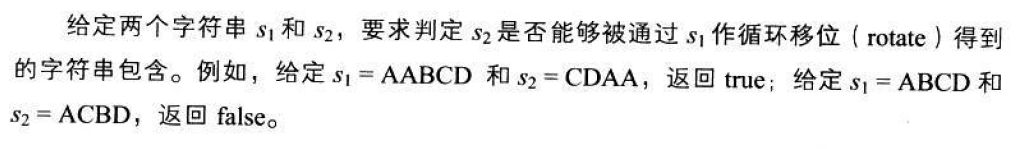 给定两个字符串 s₁ 和 s₂，要求判定 s₂ 是否能够被通过 s₁ 作循环移位（rotate）得到
的字符串包含。例如，给定 s₁ = AABCD 和 s₂ = CDAA，返回 true；给定 s₁ = ABCD 和
s₂ = ACBD，返回 false。